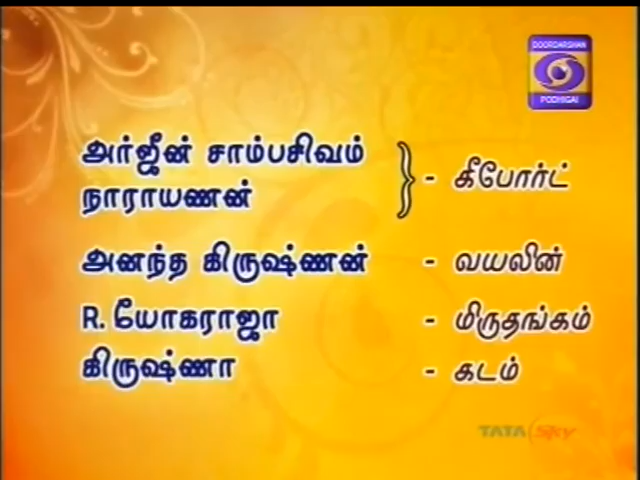 DOORDARSHAN
PODHIGAI
அர்ஜீன் சாம்பசிவம்
நாராயணன் } - கீபோர்ட்
அனந்த கிருஷ்ணன் - வயலின்
R. யோகராஜா - மிருதங்கம்
கிருஷ்ணா - கடம்
TATA Sky